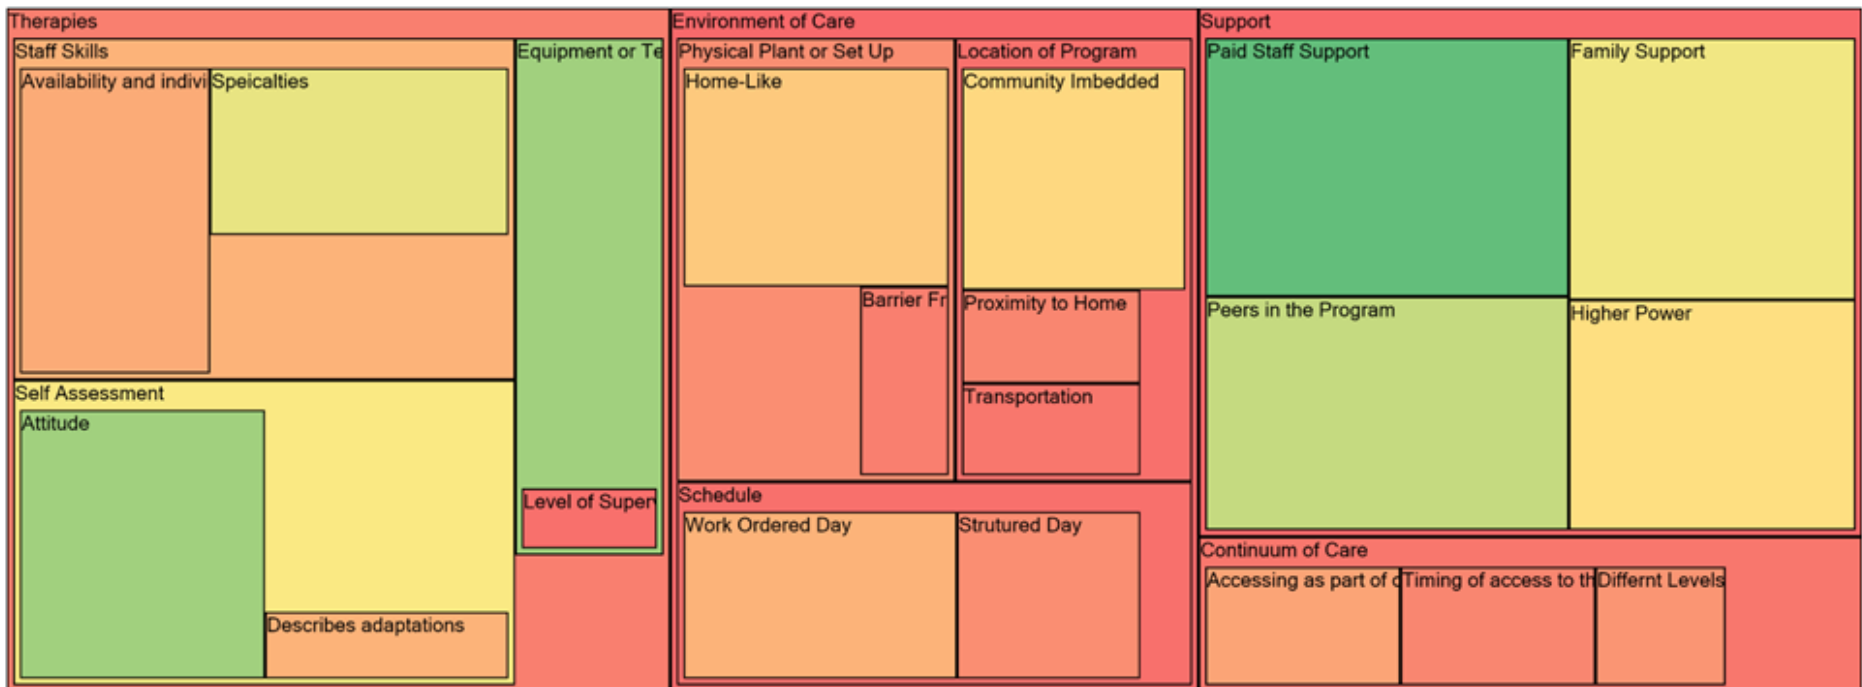 Therapies
Staff Skills
Availability and indivi
Speicalties
Equipment or Te
Self Assessment
Attitude
Describes adaptations
Level of Superv
Environment of Care
Physical Plant or Set Up
Home-Like
Barrier Fr
Location of Program
Community Imbedded
Proximity to Home
Transportation
Schedule
Work Ordered Day
Strutured Day
Support
Paid Staff Support
Family Support
Peers in the Program
Higher Power
Continuum of Care
Accessing as part of c
Timing of access to th
Differnt Levels